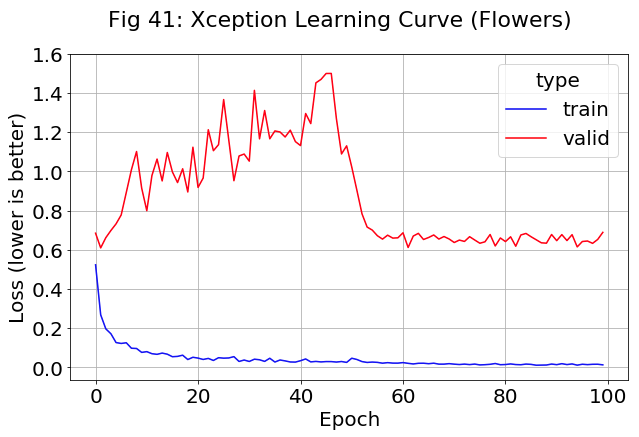 Fig 41: Xception Learning Curve (Flowers)
1.6
1.4
1.2
1.0
0.8
0.6
0.4
0.2
0.0
Loss (lower is better)
type
train
valid
0 20 40 60 80 100
Epoch